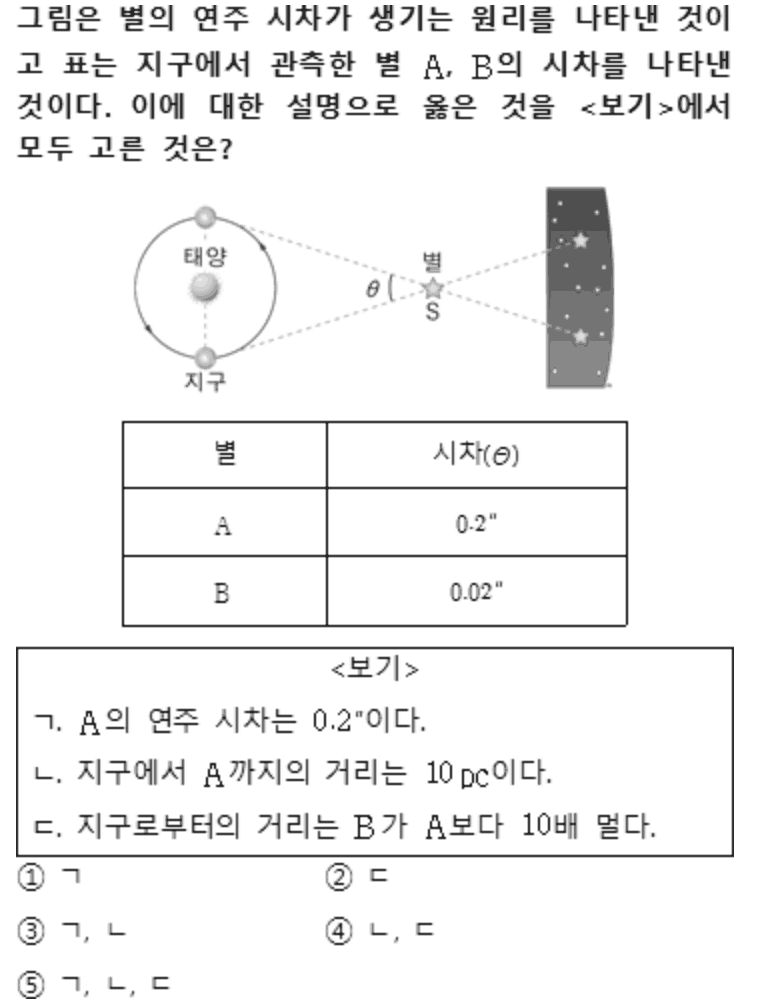 그림은 별의 연주 시차가 생기는 원리를 나타낸 것이
고 표는 지구에서 관측한 별 A, B의 시차를 나타낸
것이다. 이에 대한 설명으로 옳은 것을 <보기>에서
모두 고른 것은?
태양
지구
θ
별
S
별 시차(θ)
A 0.2"
B 0.02"
<보기>
ㄱ. A의 연주 시차는 0.2"이다.
ㄴ. 지구에서 A까지의 거리는 10pc이다.
ㄷ. 지구로부터의 거리는 B가 A보다 10배 멀다.
① ㄱ ② ㄷ
③ ㄱ, ㄴ ④ ㄴ, ㄷ
⑤ ㄱ, ㄴ, ㄷ